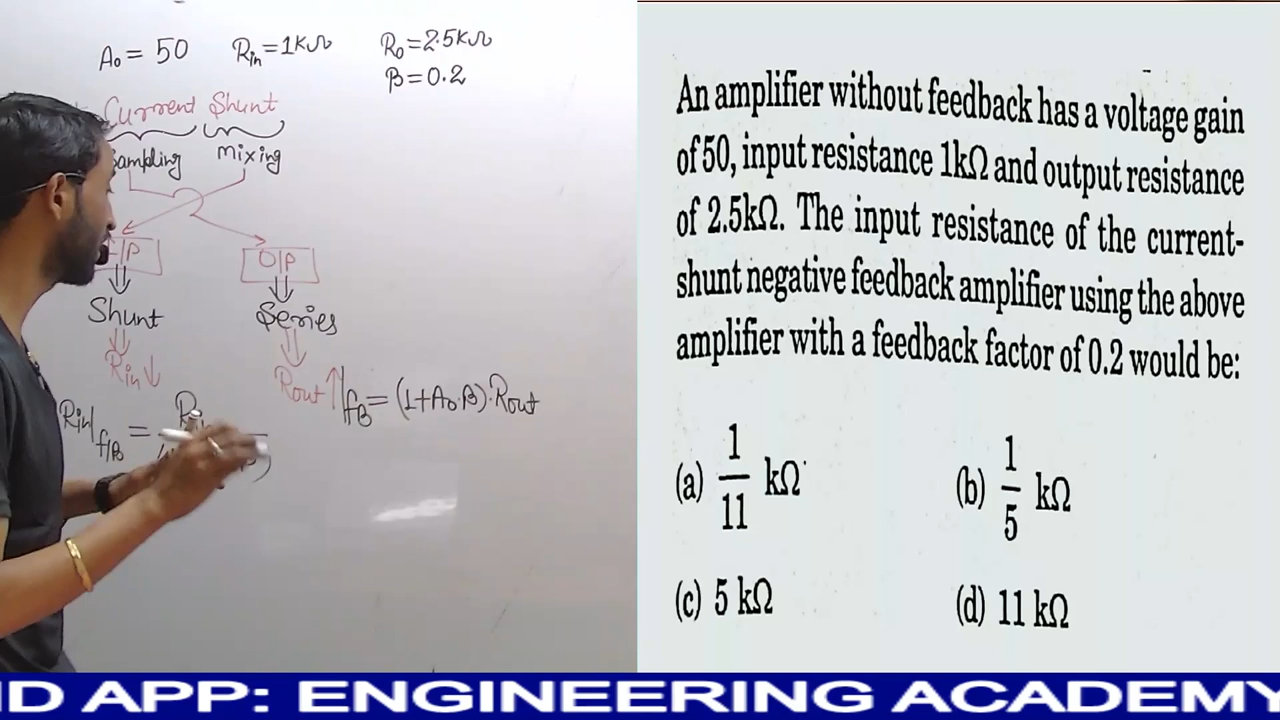 A₀ = 50 Rin = 1KΩ R₀ = 2.5KΩ
β = 0.2
Current Shunt
Sampling mixing
I/P O/P
Shunt Series
Rin↓ Rout↑|fβ = (1+A₀.β).Rout
Rin|f/β =
An amplifier without feedback has a voltage gain
of 50, input resistance 1kΩ and output resistance
of 2.5kΩ. The input resistance of the current-
shunt negative feedback amplifier using the above
amplifier with a feedback factor of 0.2 would be:
(a) 1/11 kΩ (b) 1/5 kΩ
(c) 5 kΩ (d) 11 kΩ
APP: ENGINEERING ACADEMY